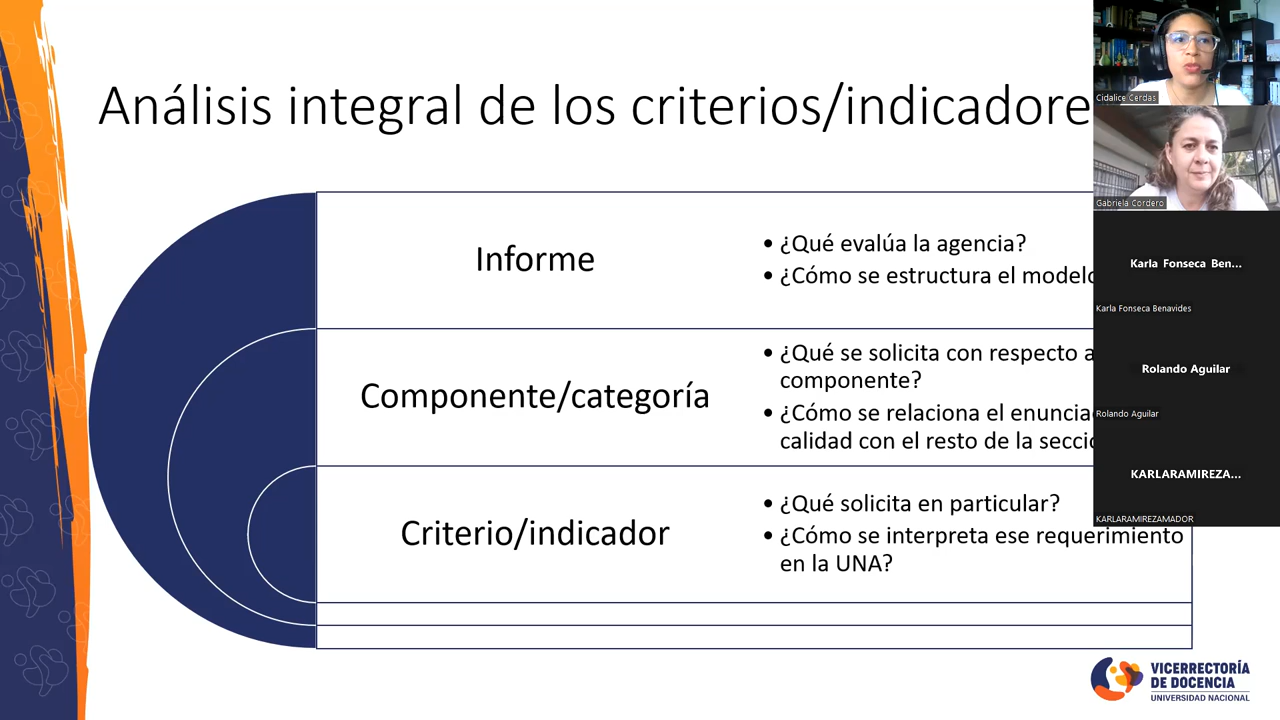 Análisis integral de los criterios/indicadore
Informe
• ¿Qué evalúa la agencia?
• ¿Cómo se estructura el modelo
Componente/categoría
• ¿Qué se solicita con respecto a
componente?
• ¿Cómo se relaciona el enuncia
calidad con el resto de la secci
Criterio/indicador
• ¿Qué solicita en particular?
• ¿Cómo se interpreta ese requerimiento
en la UNA?
Cidalice Cerdas
Gabriela Cordero
Karla Fonseca Ben...
Karla Fonseca Benavides
Rolando Aguilar
Rolando Aguilar
KARLARAMIREZA...
KARLARAMIREZAMADOR
VICERRECTORÍA
DE DOCENCIA
UNIVERSIDAD NACIONAL